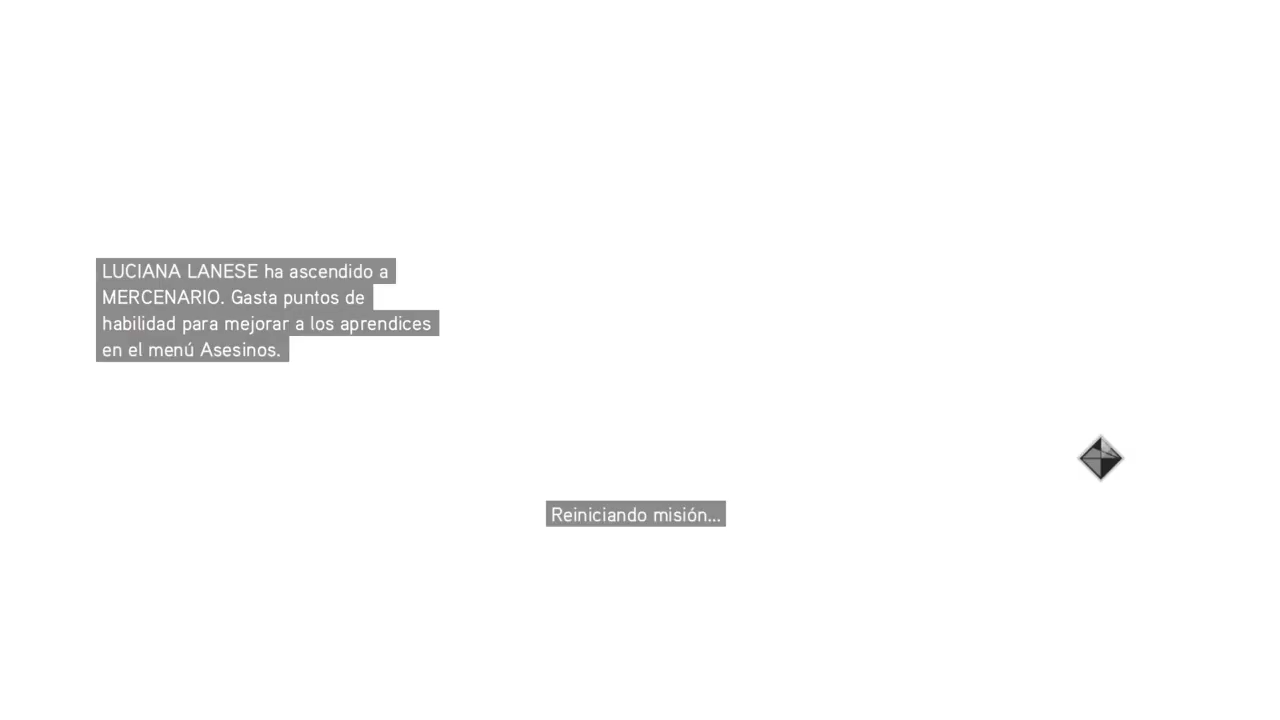 LUCIANA LANESE ha ascendido a
MERCENARIO. Gasta puntos de
habilidad para mejorar a los aprendices
en el menú Asesinos.
Reiniciando misión...